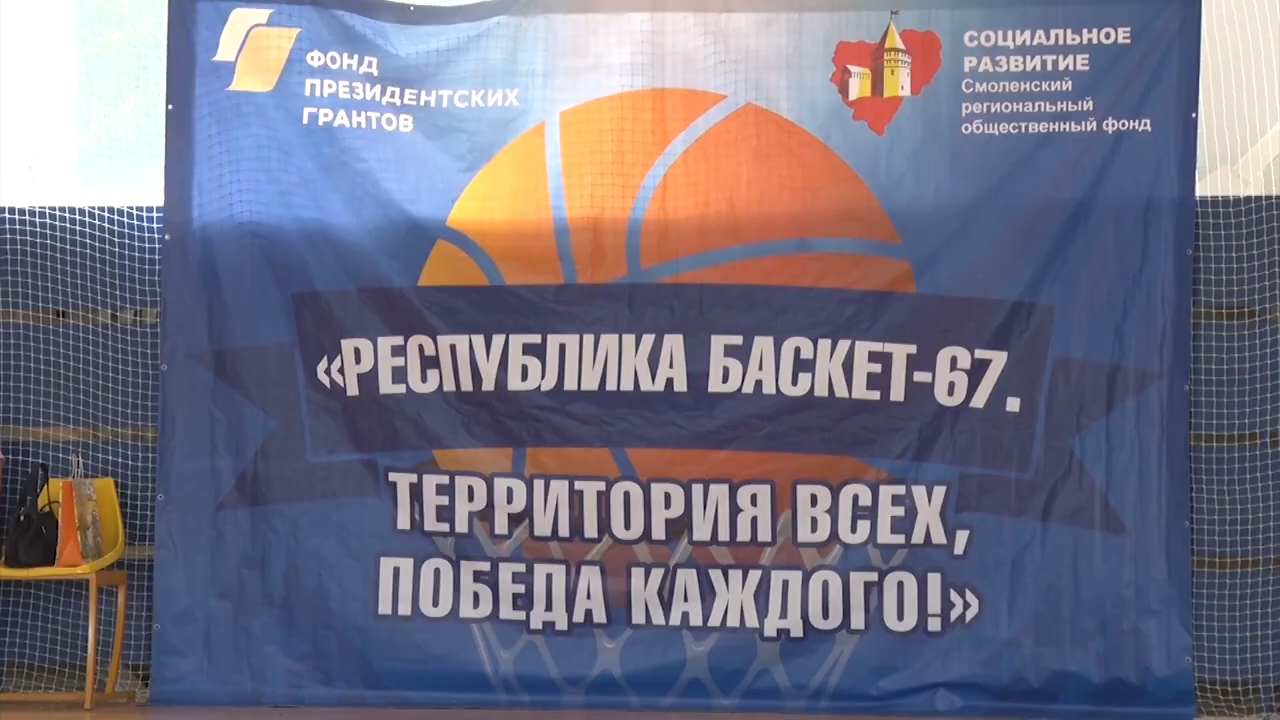 ФОНД
ПРЕЗИДЕНТСКИХ
ГРАНТОВ
СОЦИАЛЬНОЕ
РАЗВИТИЕ
Смоленский
региональный
общественный фонд
«РЕСПУБЛИКА БАСКЕТ-67.
ТЕРРИТОРИЯ ВСЕХ,
ПОБЕДА КАЖДОГО!»